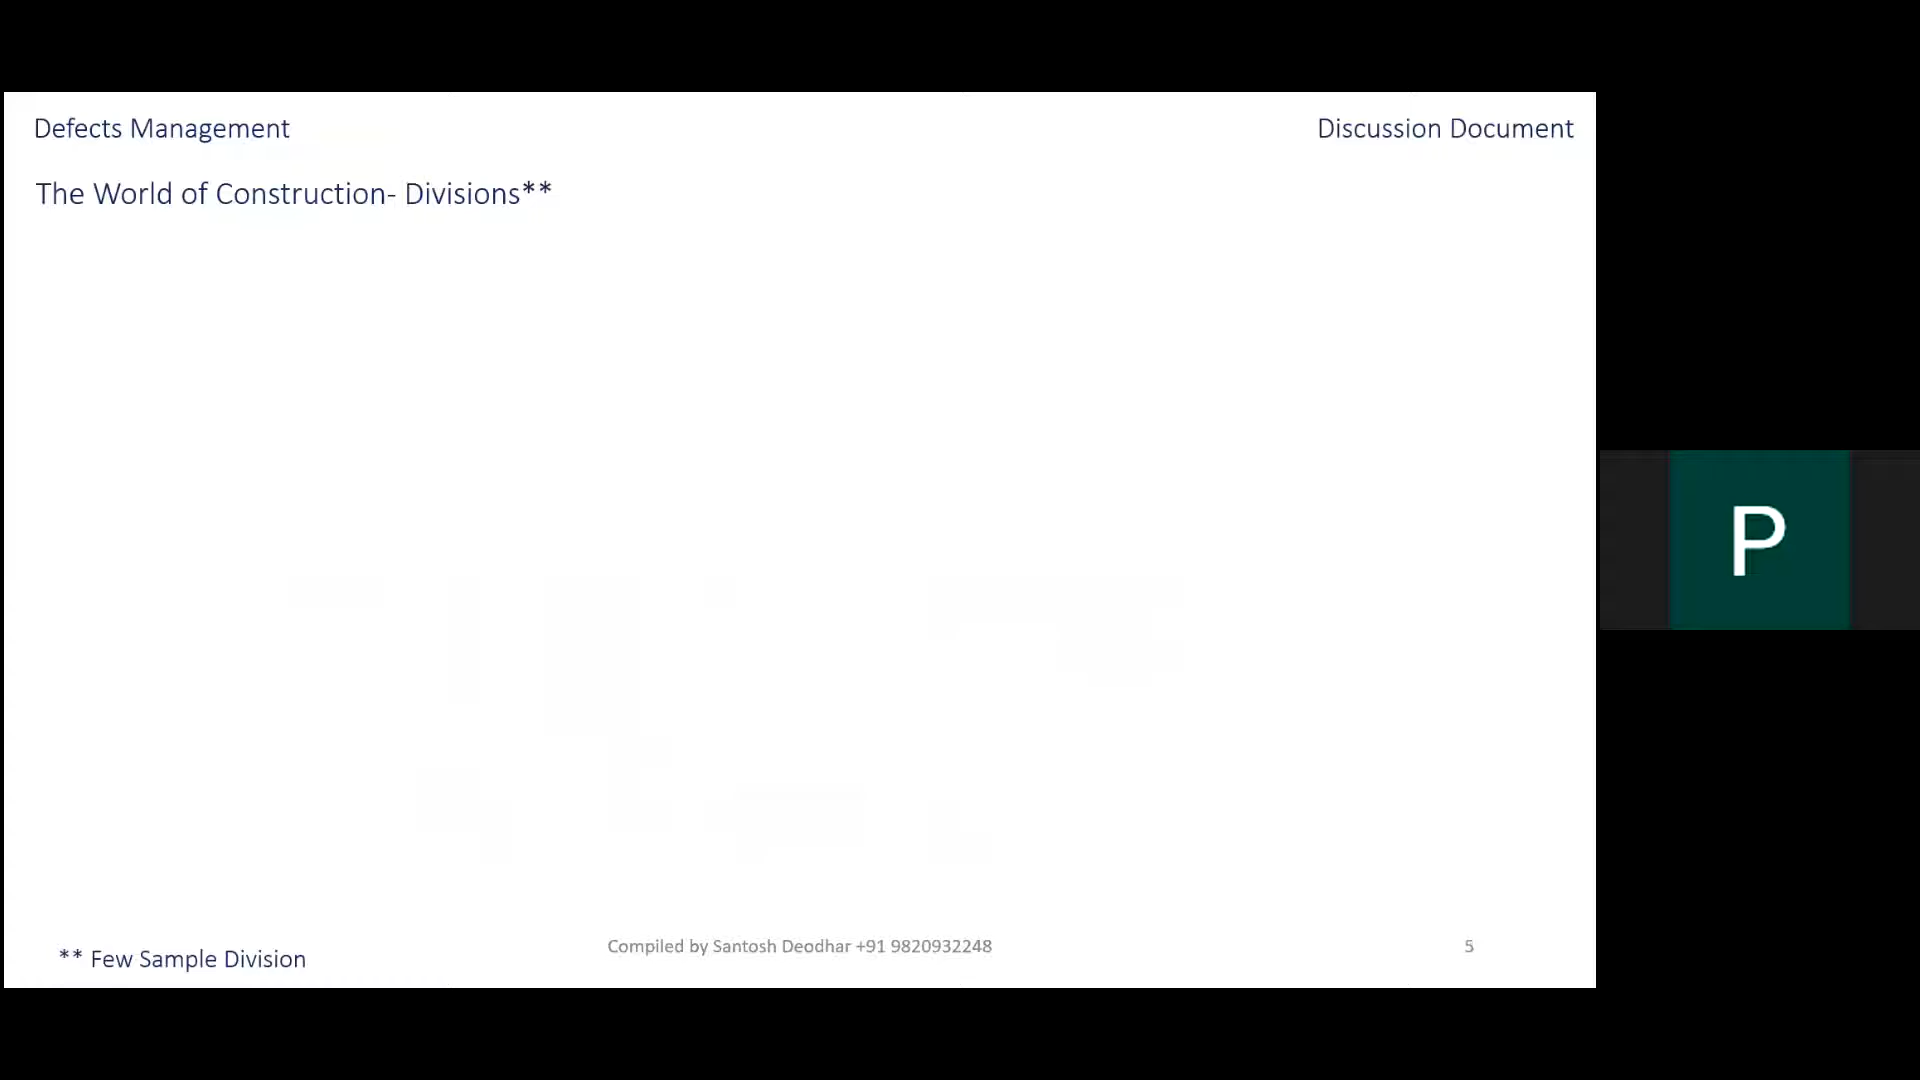 Defects Management
Discussion Document
The World of Construction- Divisions**
P
** Few Sample Division
Compiled by Santosh Deodhar +91 9820932248
5